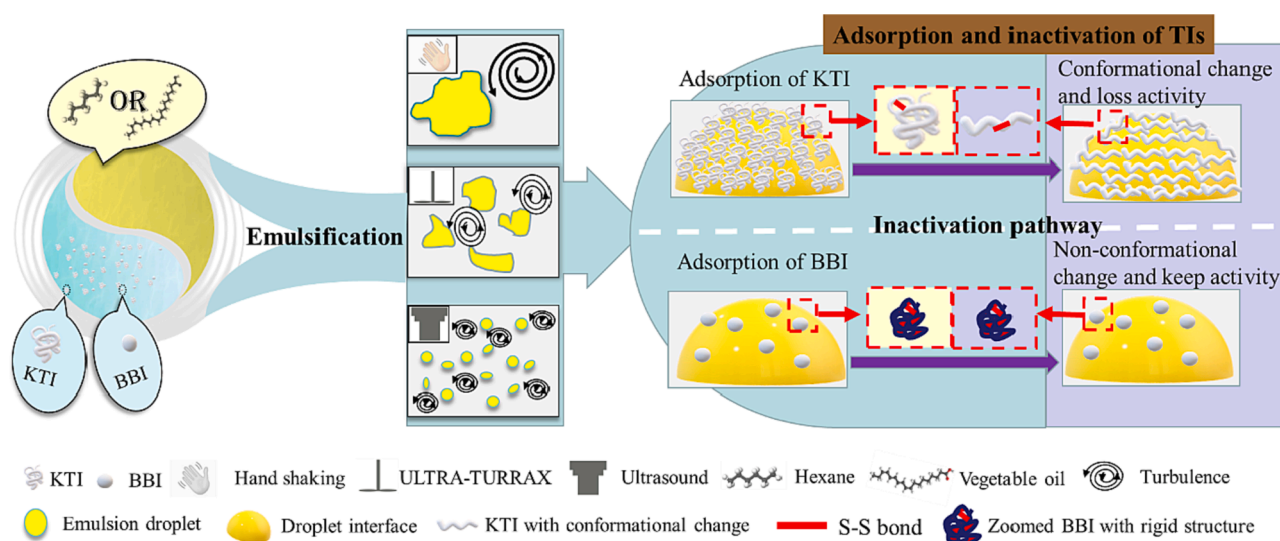 OR
KTI
BBI
Emulsification
Adsorption and inactivation of TIs
Adsorption of KTI
Conformational change
and loss activity
Inactivation pathway
Adsorption of BBI
Non-conformational
change and keep activity
KTI BBI Hand shaking ULTRA-TURRAX Ultrasound Hexane Vegetable oil Turbulence
Emulsion droplet Droplet interface KTI with conformational change S-S bond Zoomed BBI with rigid structure